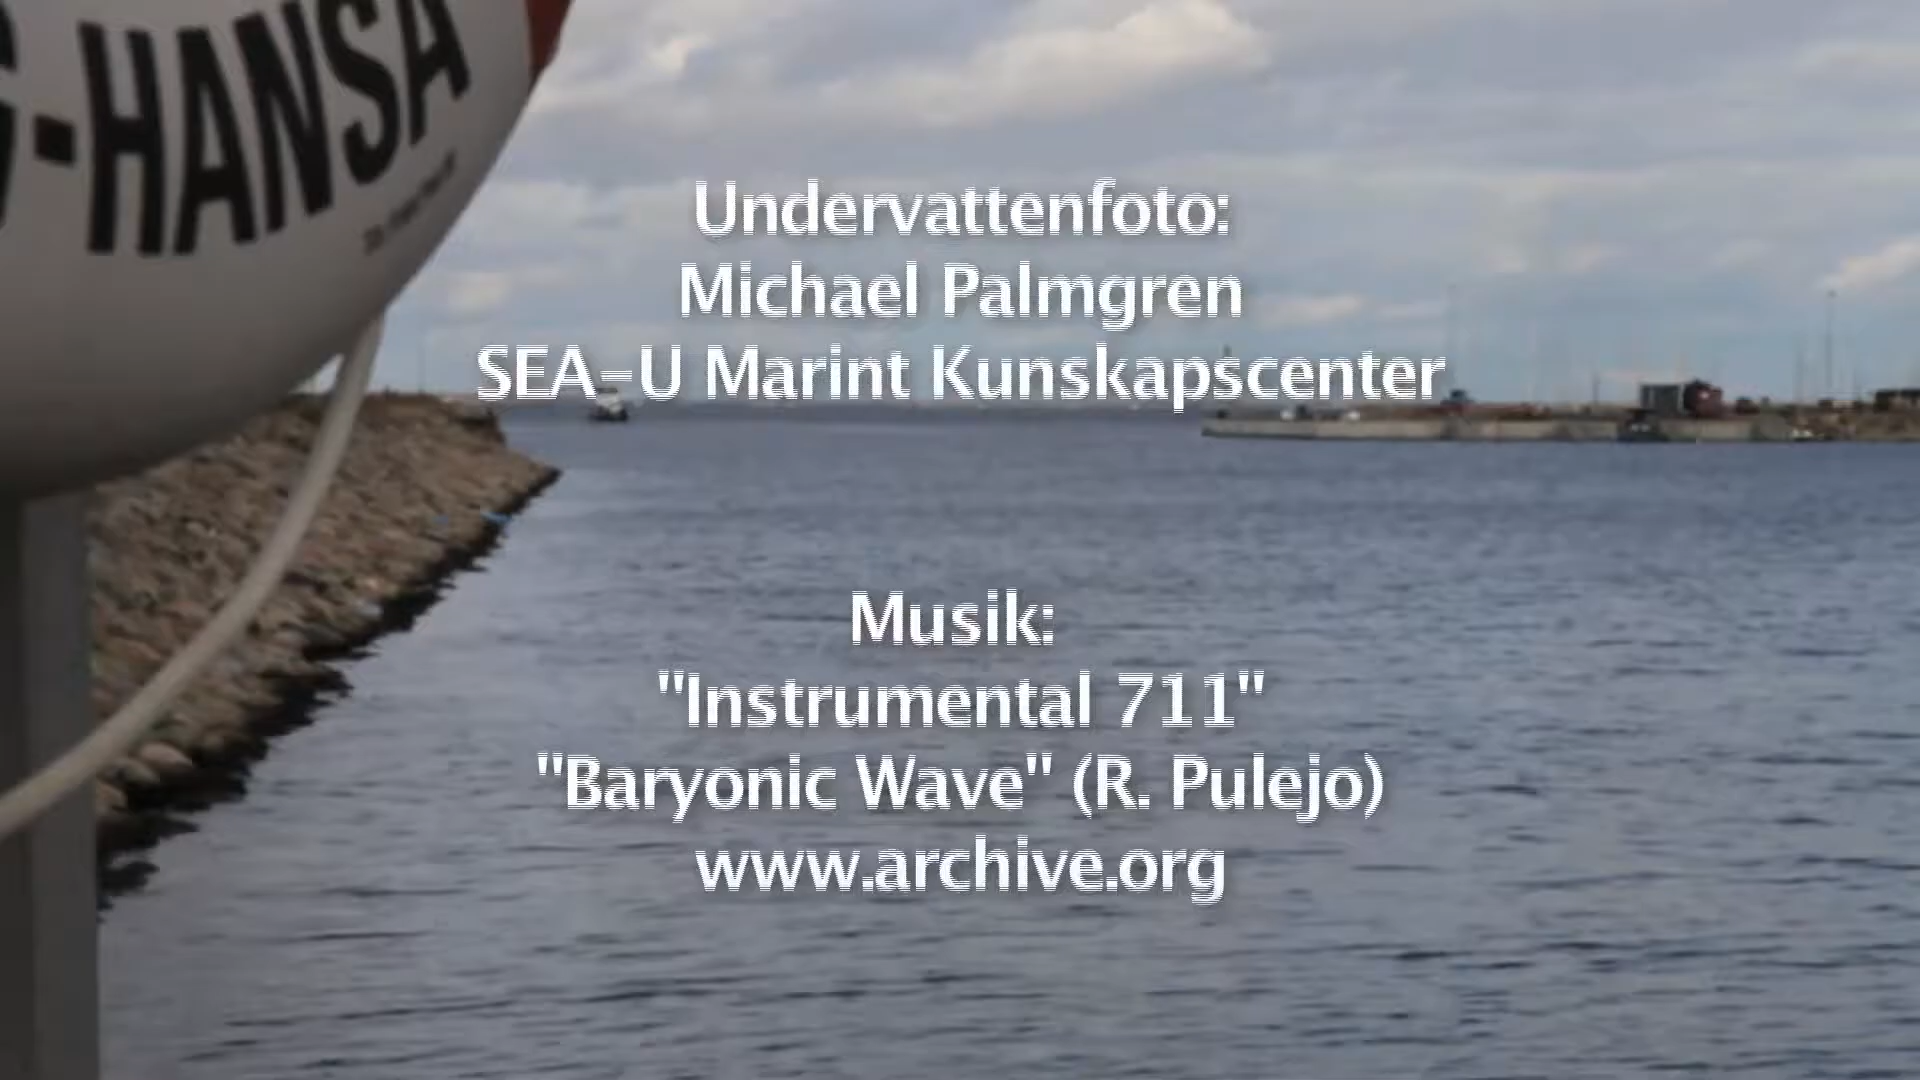 G-HANSA
Undervattenfoto:
Michael Palmgren
SEA-U Marint Kunskapscenter
Musik:
"Instrumental 711"
"Baryonic Wave" (R. Pulejo)
www.archive.org